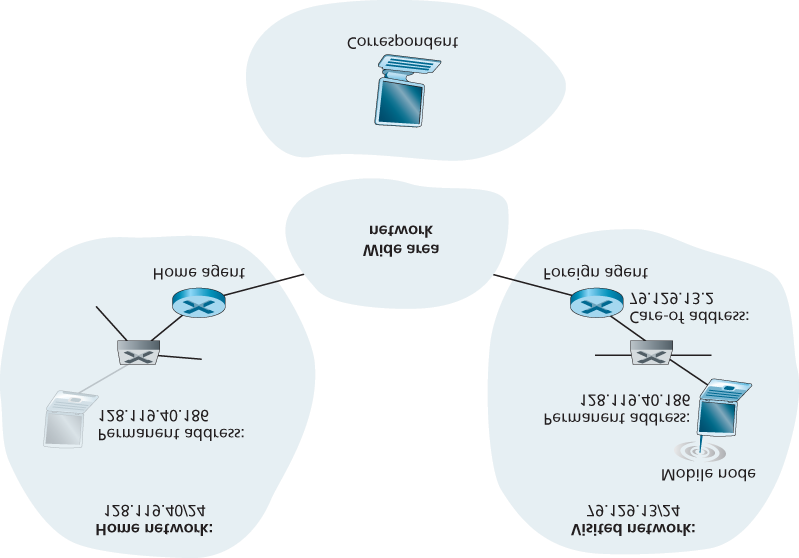 Home network:
128.119.40/24
Permanent address:
128.119.40.186
Home agent
Wide area
network
Visited network:
79.129.13/24
Mobile node
Permanent address:
128.119.40.186
Care-of address:
79.129.13.2
Foreign agent
Correspondent